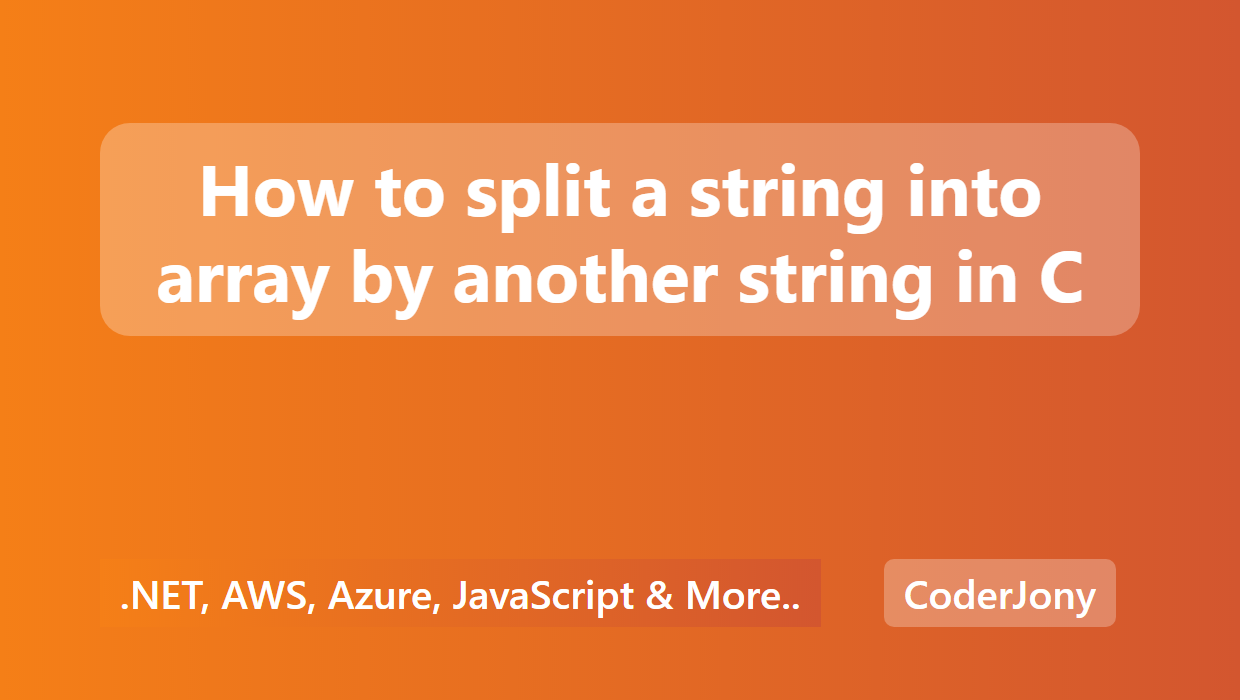 How to split a string into
array by another string in C
.NET, AWS, Azure, JavaScript & More..
CoderJony